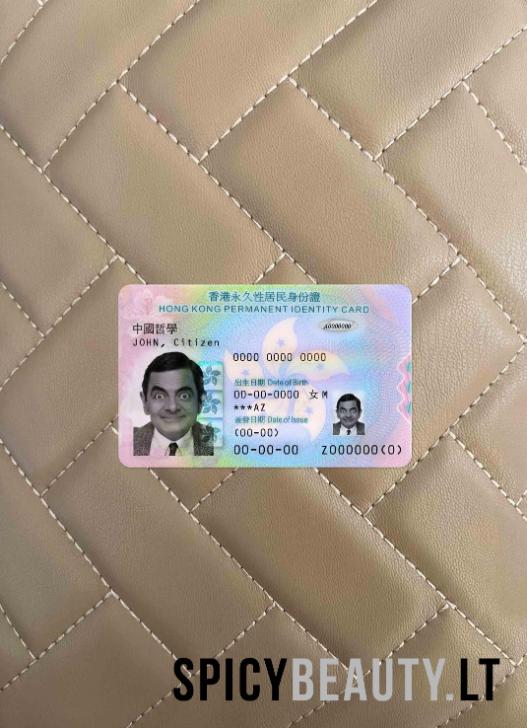 香港永久性居民身份證
HONG KONG PERMANENT IDENTITY CARD
中國哲學
JOHN, Citizen
A0000000
0000 0000 0000
出生日期 Date of Birth
00-00-0000 女 M
***AZ
簽發日期 Date of Issue
(00-00)
00-00-00
Z000000(0)
SPICYBEAUTY.LT